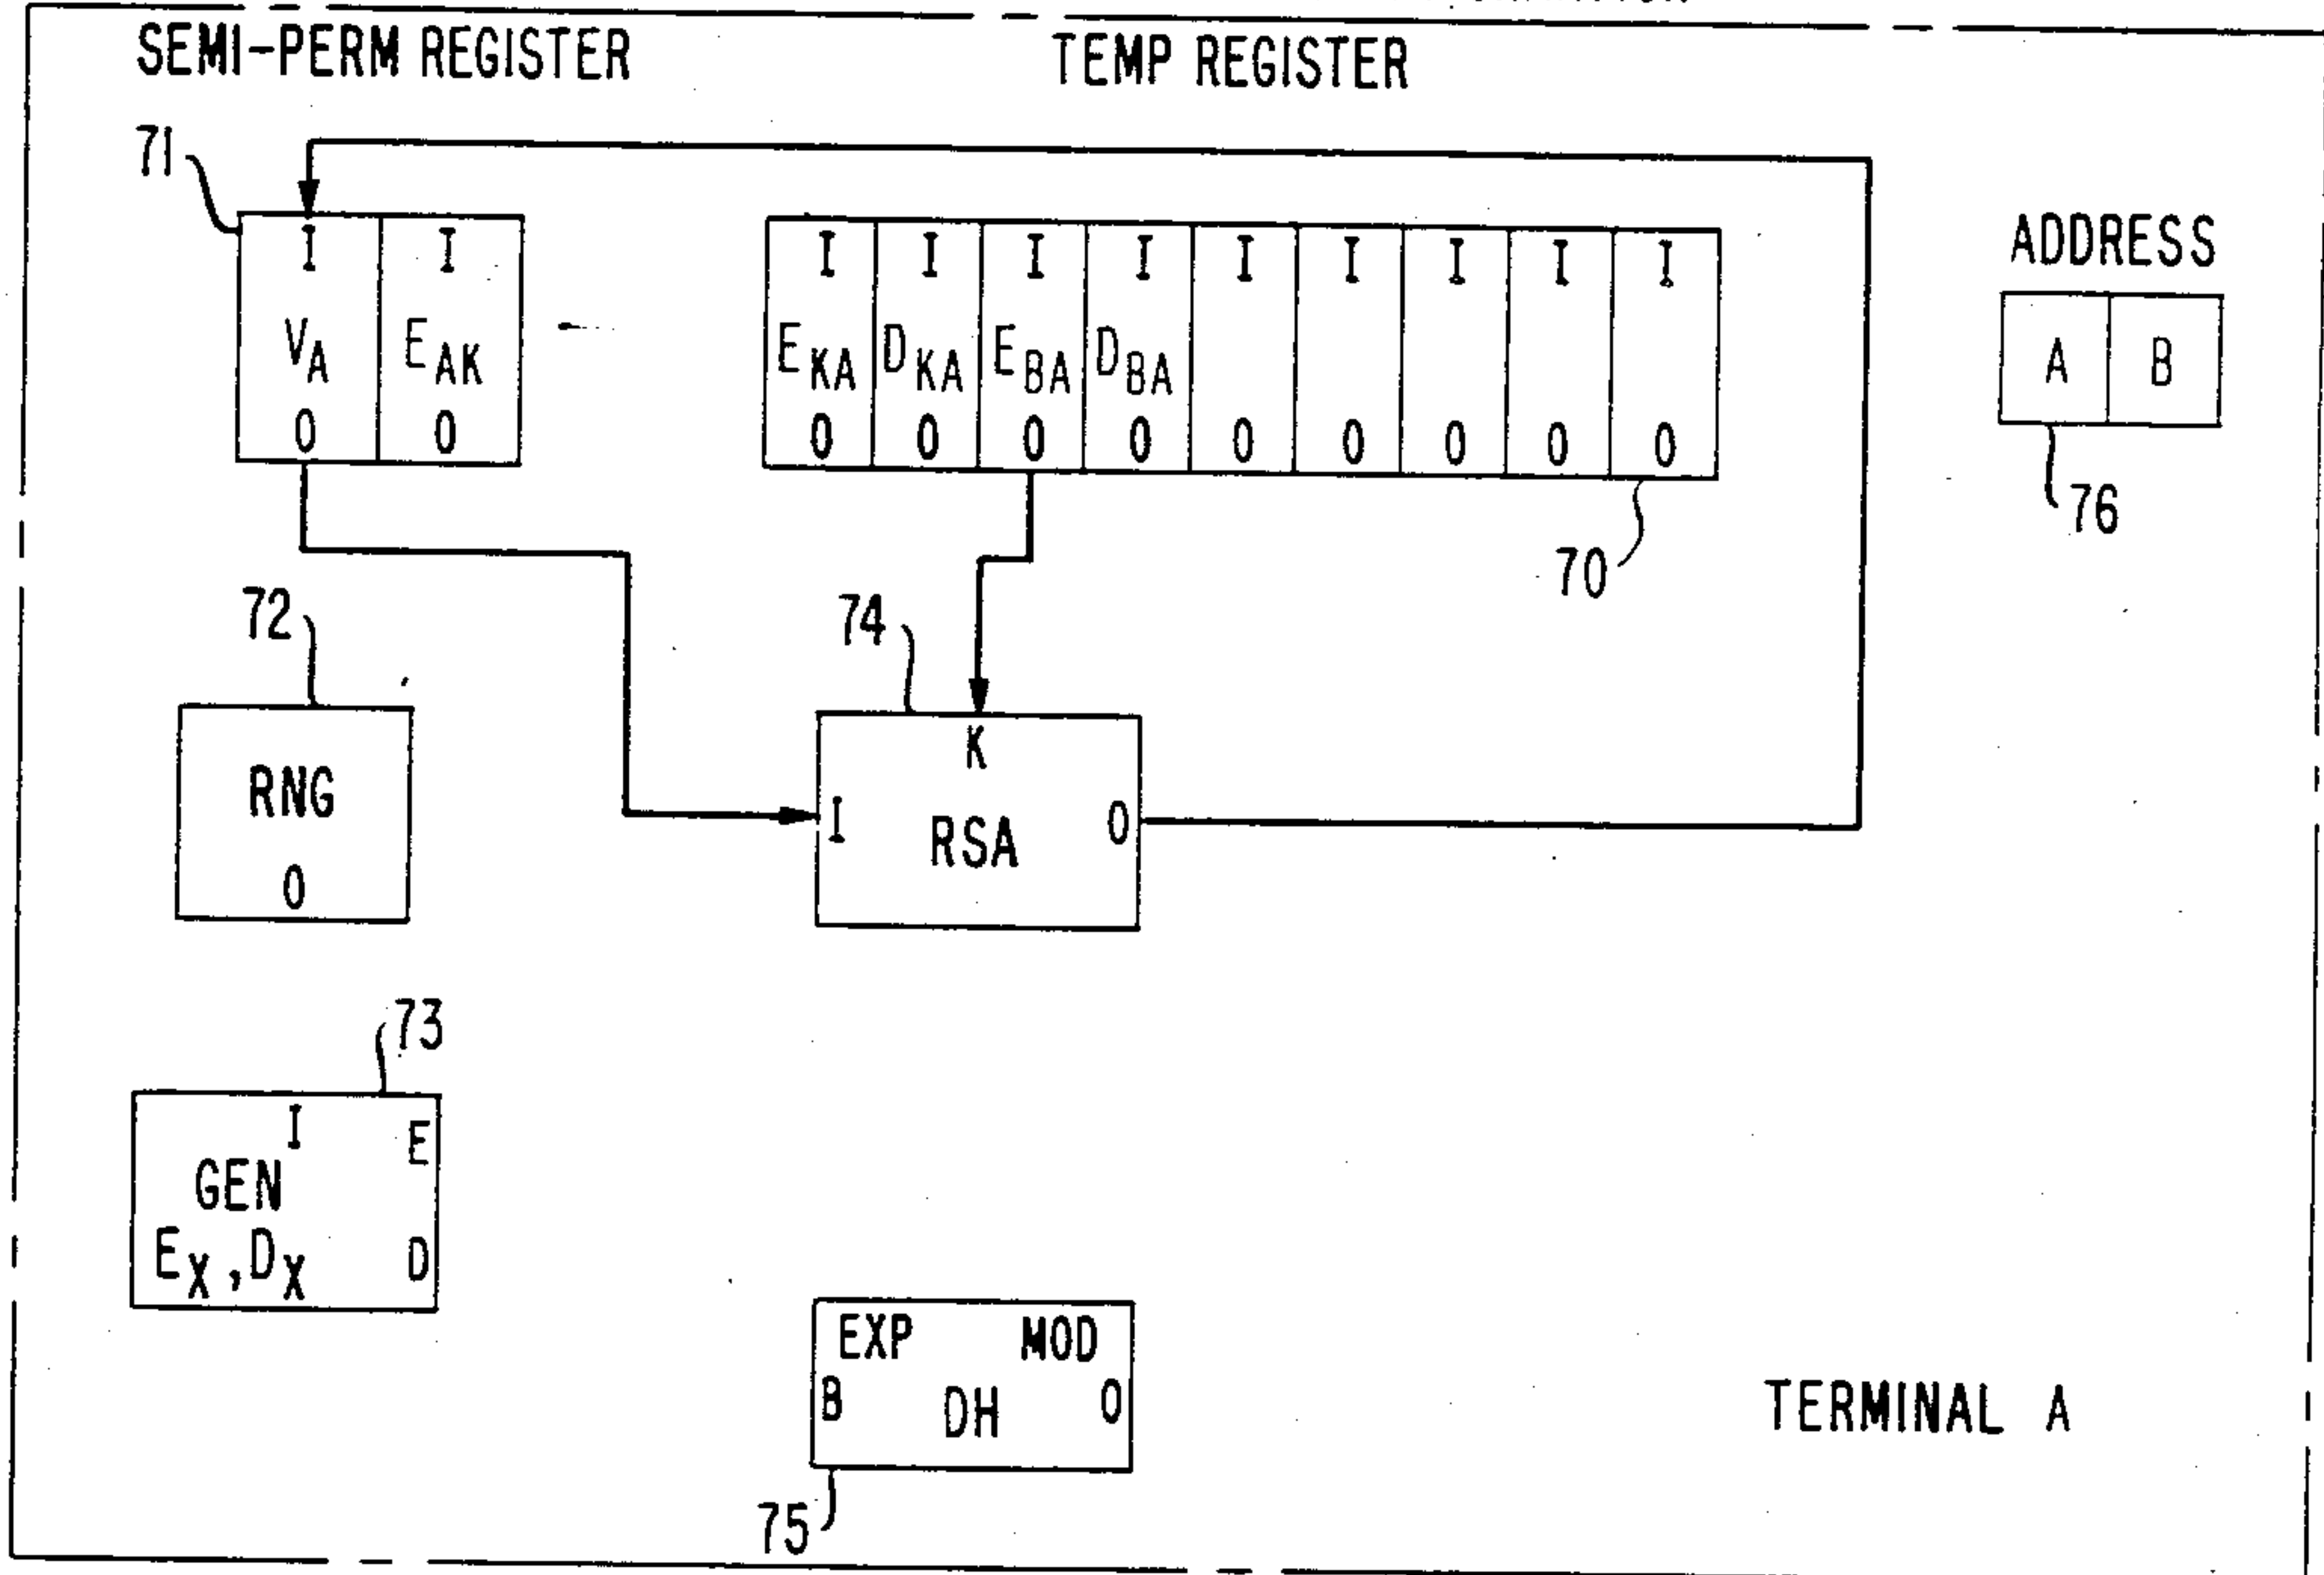 SEMI-PERM REGISTER
TEMP REGISTER
71
I I
V_A E_AK
0 0
I I I I I I I I I
E_KA D_KA E_BA D_BA
0 0 0 0 0 0 0 0 0
70
ADDRESS
A B
76
72
RNG
0
74
K
I RSA 0
73
I E
GEN
E_X,D_X D
EXP MOD
B DH 0
75
TERMINAL A